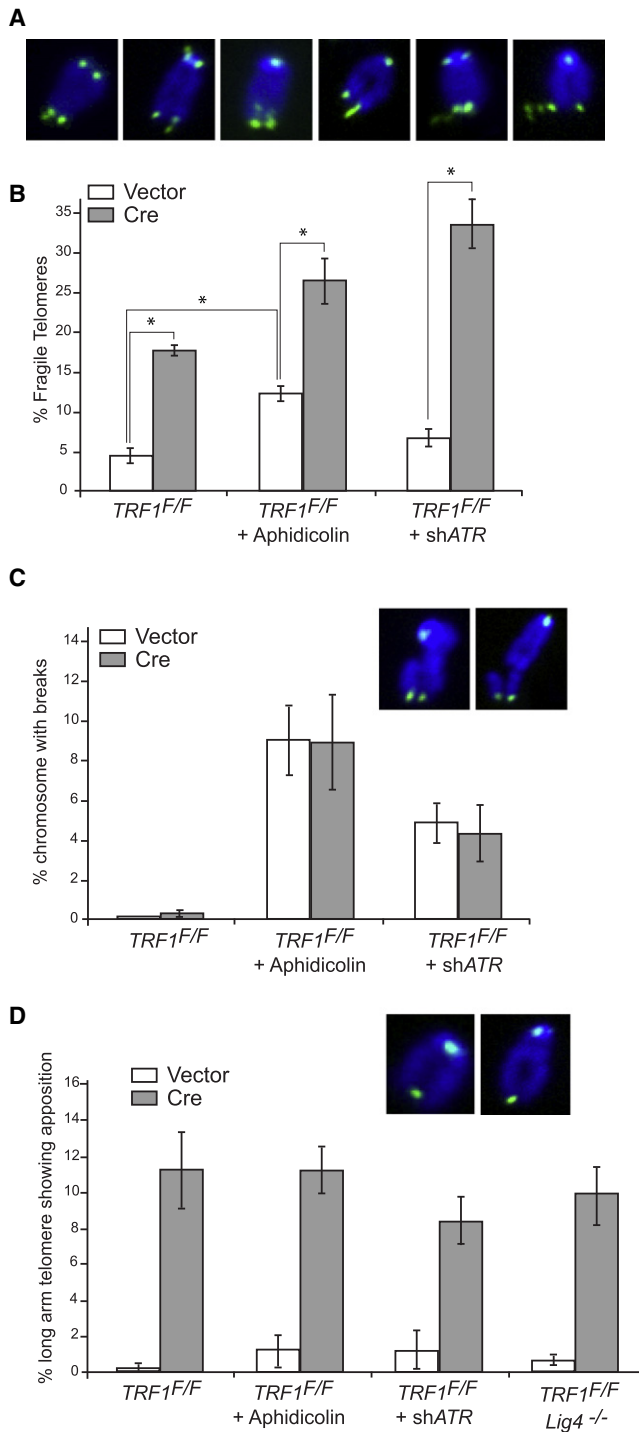 A
B
Vector
Cre
% Fragile Telomeres
35
30
25
20
15
10
5
0
*
*
*
*
TRF1F/F
TRF1F/F
+ Aphidicolin
TRF1F/F
+ shATR
C
Vector
Cre
% chromosome with breaks
14
12
10
8
6
4
2
0
TRF1F/F
TRF1F/F
+ Aphidicolin
TRF1F/F
+ shATR
D
Vector
Cre
% long arm telomere showing apposition
16
14
12
10
8
6
4
2
0
TRF1F/F
TRF1F/F
+ Aphidicolin
TRF1F/F
+ shATR
TRF1F/F
Lig4 -/-